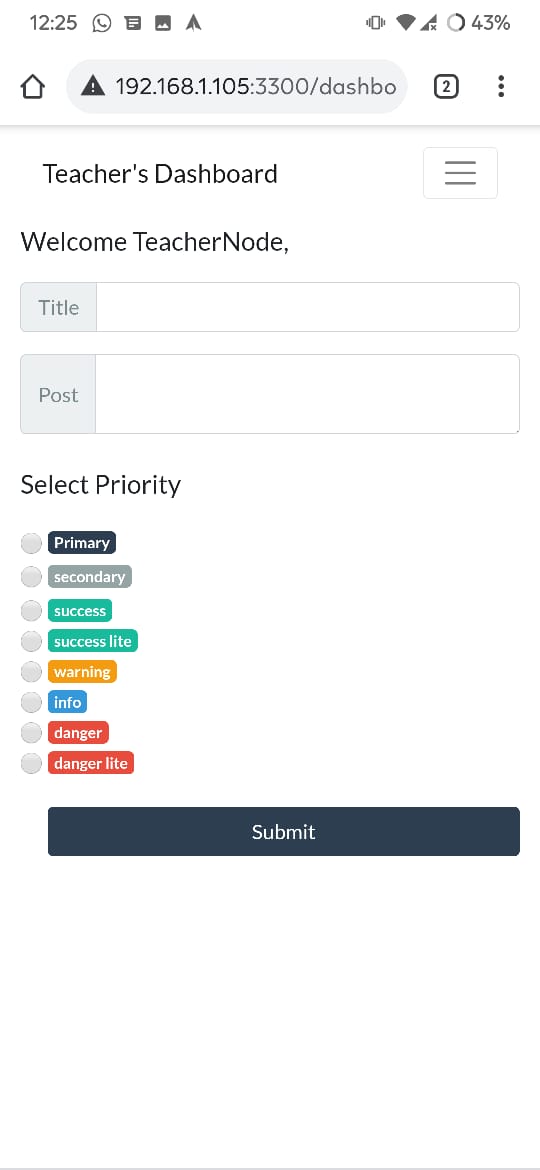 12:25 43%
192.168.1.105:3300/dashbo 2
Teacher's Dashboard
Welcome TeacherNode,
Title
Post
Select Priority
Primary
secondary
success
success lite
warning
info
danger
danger lite
Submit